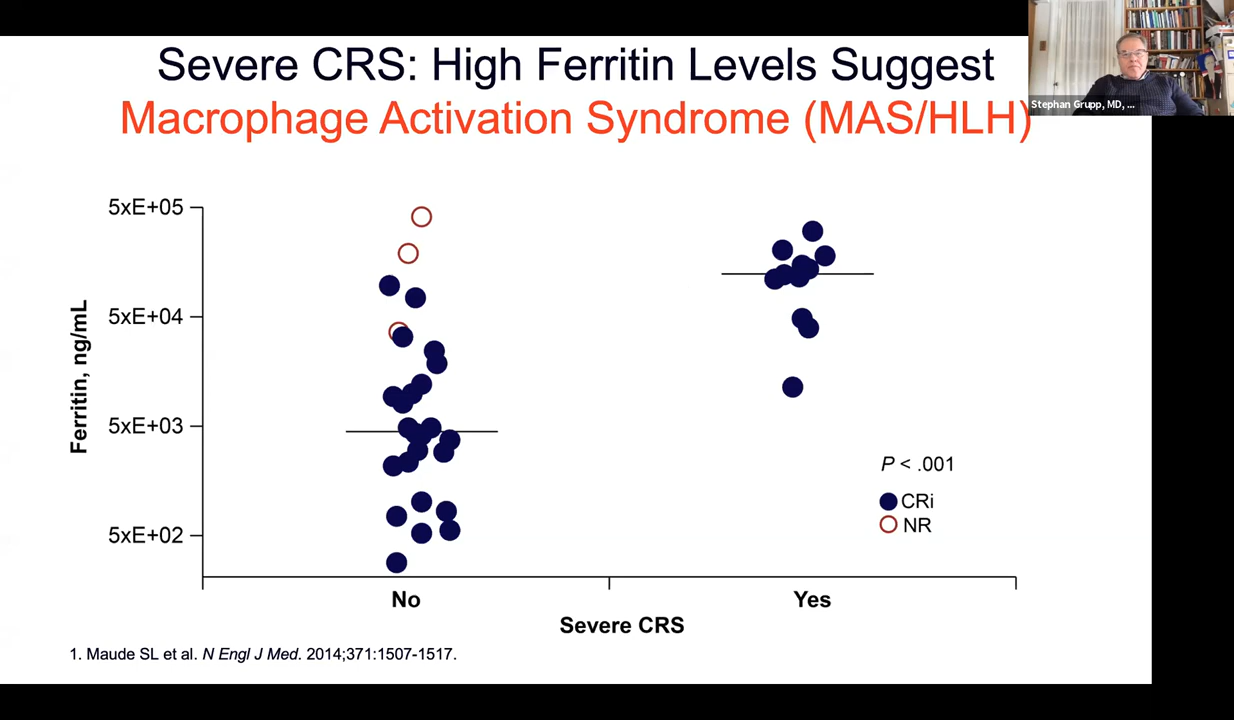 Severe CRS: High Ferritin Levels Suggest
Macrophage Activation Syndrome (MAS/HLH)
Stephan Grupp, MD, ...
5xE+05
5xE+04
5xE+03
5xE+02
Ferritin, ng/mL
P < .001
CRi
NR
No
Yes
Severe CRS
1. Maude SL et al. N Engl J Med. 2014;371:1507-1517.